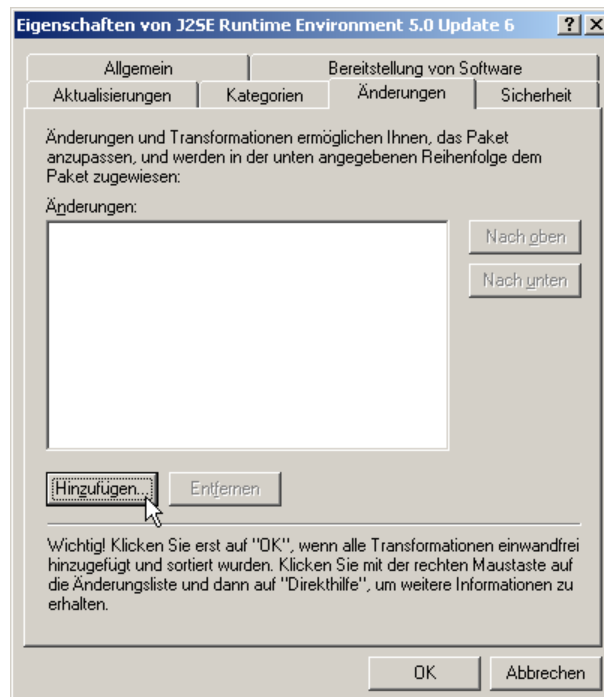 Eigenschaften von J2SE Runtime Environment 5.0 Update 6
Allgemein
Bereitstellung von Software
Aktualisierungen
Kategorien
Änderungen
Sicherheit
Änderungen und Transformationen ermöglichen Ihnen, das Paket
anzupassen, und werden in der unten angegebenen Reihenfolge dem
Paket zugewiesen:
Änderungen:
Nach oben
Nach unten
Hinzufügen...
Entfernen
Wichtig! Klicken Sie erst auf "OK", wenn alle Transformationen einwandfrei
hinzugefügt und sortiert wurden. Klicken Sie mit der rechten Maustaste auf
die Änderungsliste und dann auf "Direkthilfe", um weitere Informationen zu
erhalten.
OK
Abbrechen